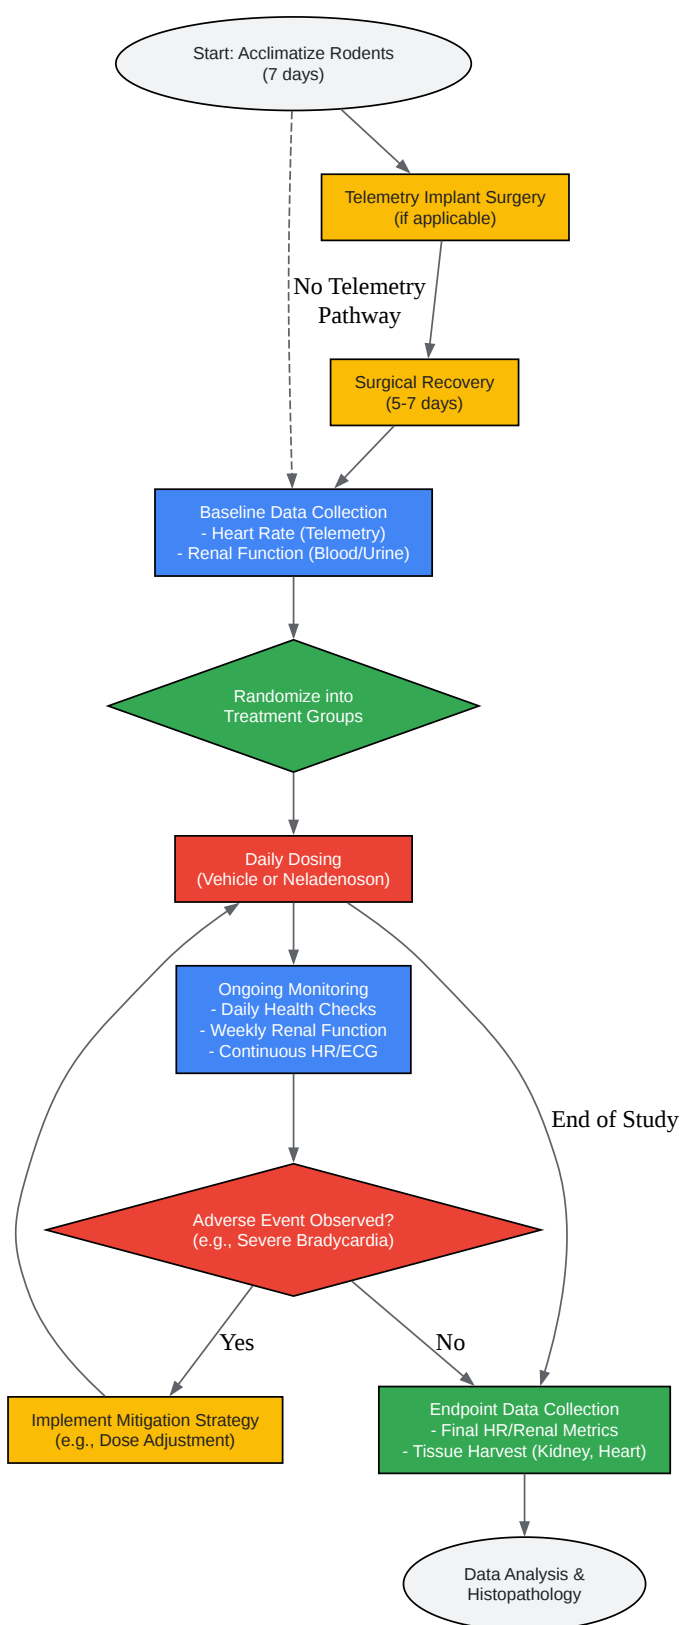 Start: Acclimatize Rodents
(7 days)
Telemetry Implant Surgery
(if applicable)
No Telemetry
Pathway
Surgical Recovery
(5-7 days)
Baseline Data Collection
- Heart Rate (Telemetry)
- Renal Function (Blood/Urine)
Randomize into
Treatment Groups
Daily Dosing
(Vehicle or Neladenoson)
Ongoing Monitoring
- Daily Health Checks
- Weekly Renal Function
- Continuous HR/ECG
End of Study
Adverse Event Observed?
(e.g., Severe Bradycardia)
Yes
No
Implement Mitigation Strategy
(e.g., Dose Adjustment)
Endpoint Data Collection
- Final HR/Renal Metrics
- Tissue Harvest (Kidney, Heart)
Data Analysis &
Histopathology